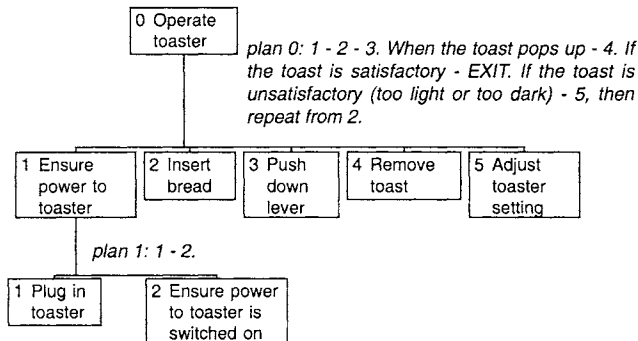 0 Operate
toaster
plan 0: 1 - 2 - 3. When the toast pops up - 4. If
the toast is satisfactory - EXIT. If the toast is
unsatisfactory (too light or too dark) - 5, then
repeat from 2.
1 Ensure
power to
toaster
2 Insert
bread
3 Push
down
lever
4 Remove
toast
5 Adjust
toaster
setting
plan 1: 1 - 2.
1 Plug in
toaster
2 Ensure power
to toaster is
switched on